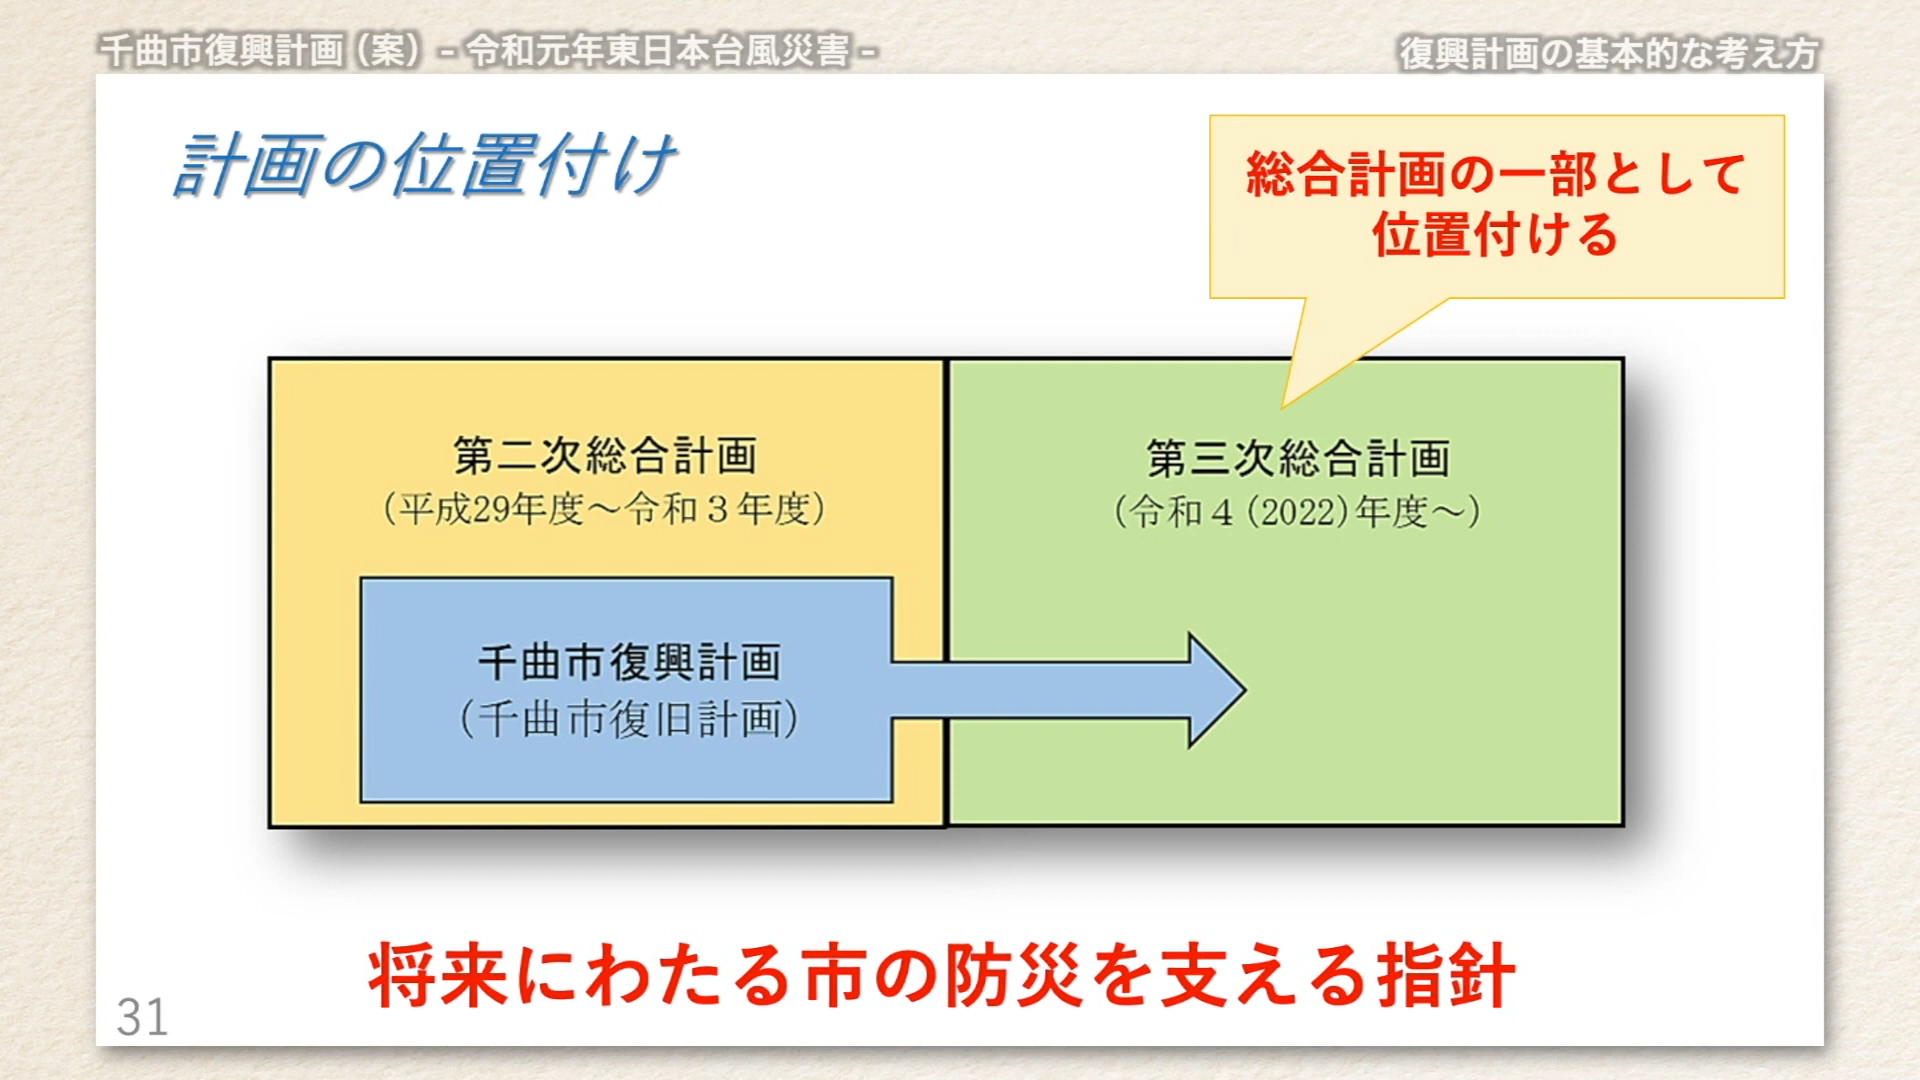 千曲市復興計画（案）- 令和元年東日本台風災害 -
復興計画の基本的な考え方
計画の位置付け
総合計画の一部として
位置付ける
第二次総合計画
（平成29年度～令和３年度）
第三次総合計画
（令和４(2022)年度～）
千曲市復興計画
（千曲市復旧計画）
将来にわたる市の防災を支える指針
31